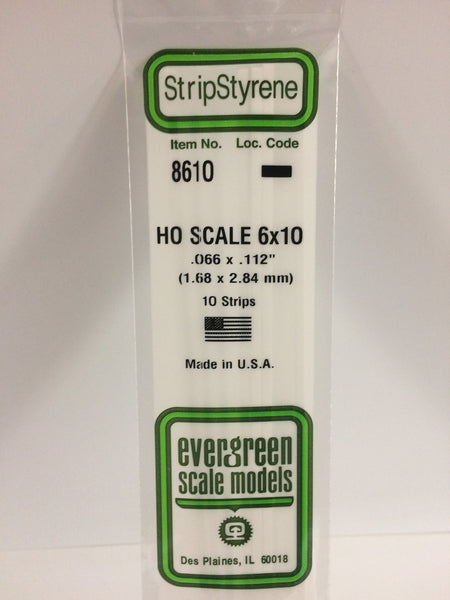 StripStyrene
Item No. Loc. Code
8610
HO SCALE 6x10
.066 x .112"
(1.68 x 2.84 mm)
10 Strips
Made in U.S.A.
evergreen
scale models
Des Plaines, IL 60018